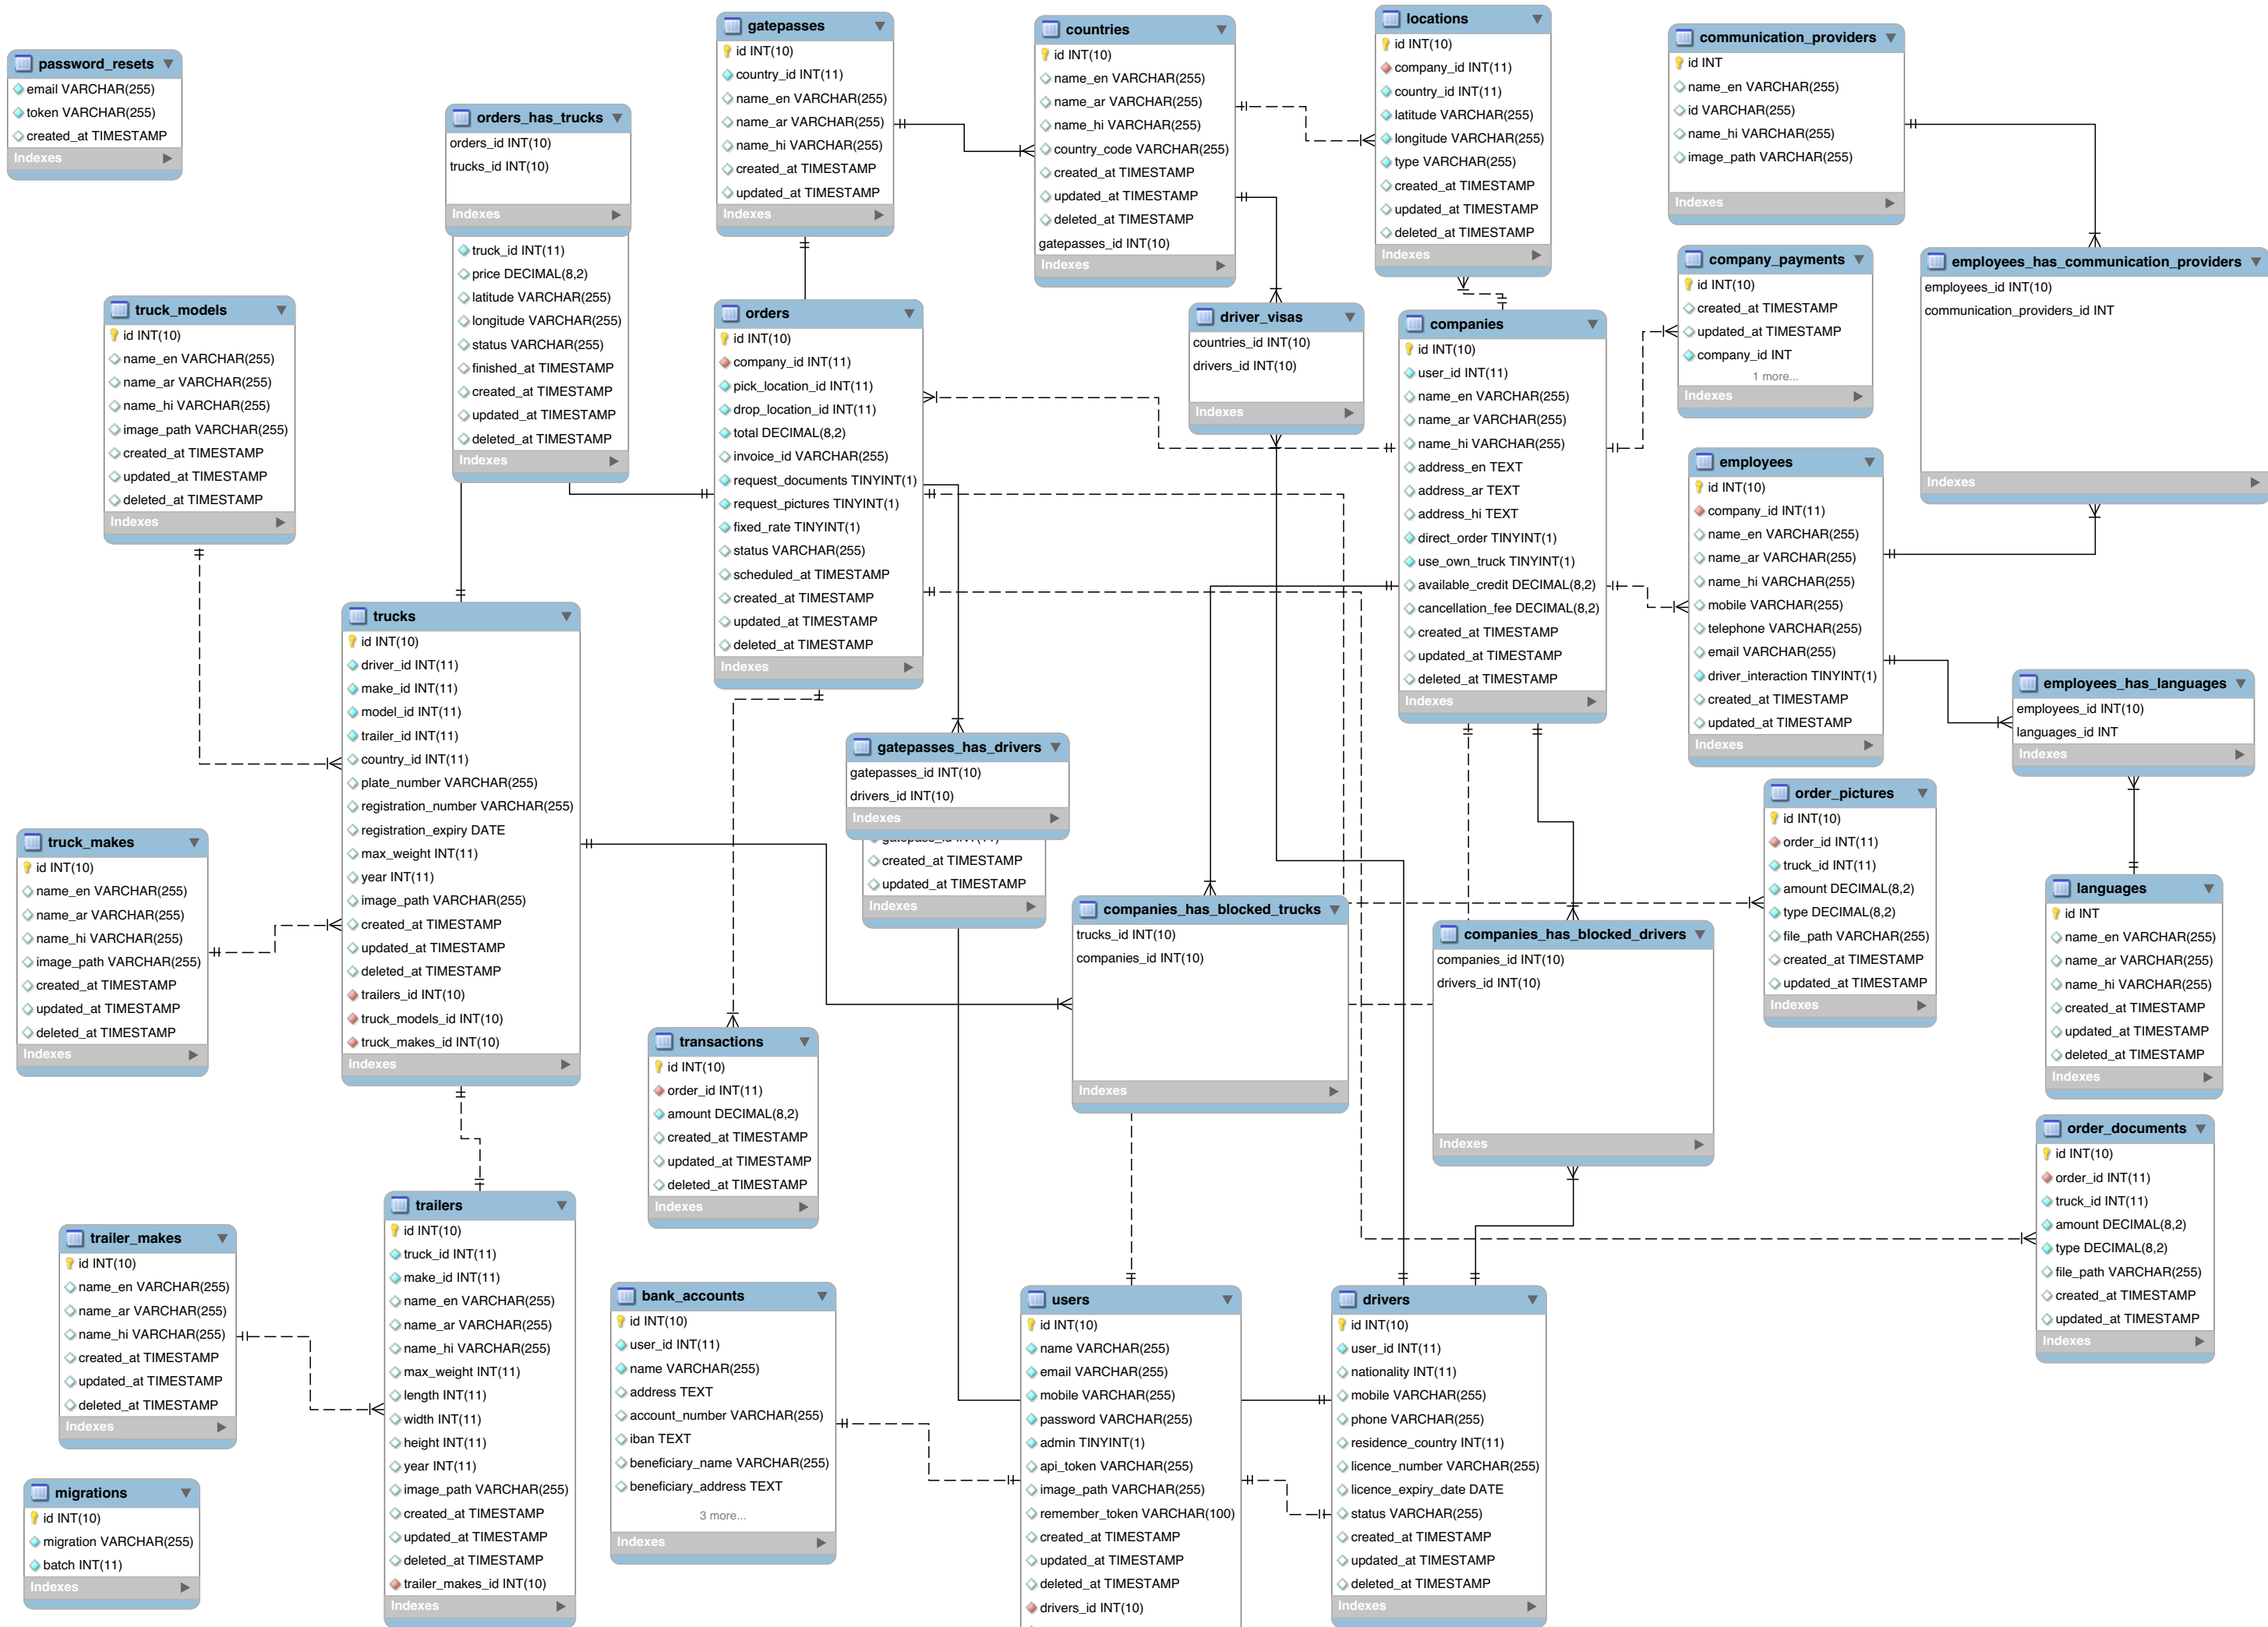 password_resets
email VARCHAR(255)
token VARCHAR(255)
created_at TIMESTAMP
Indexes
orders_has_trucks
orders_id INT(10)
trucks_id INT(10)
Indexes
truck_id INT(11)
price DECIMAL(8,2)
latitude VARCHAR(255)
longitude VARCHAR(255)
status VARCHAR(255)
finished_at TIMESTAMP
created_at TIMESTAMP
updated_at TIMESTAMP
deleted_at TIMESTAMP
Indexes
gatepasses
id INT(10)
country_id INT(11)
name_en VARCHAR(255)
name_ar VARCHAR(255)
name_hi VARCHAR(255)
created_at TIMESTAMP
updated_at TIMESTAMP
Indexes
countries
id INT(10)
name_en VARCHAR(255)
name_ar VARCHAR(255)
name_hi VARCHAR(255)
country_code VARCHAR(255)
created_at TIMESTAMP
updated_at TIMESTAMP
deleted_at TIMESTAMP
gatepasses_id INT(10)
Indexes
locations
id INT(10)
company_id INT(11)
country_id INT(11)
latitude VARCHAR(255)
longitude VARCHAR(255)
type VARCHAR(255)
created_at TIMESTAMP
updated_at TIMESTAMP
deleted_at TIMESTAMP
Indexes
communication_providers
id INT
name_en VARCHAR(255)
id VARCHAR(255)
name_hi VARCHAR(255)
image_path VARCHAR(255)
Indexes
company_payments
id INT(10)
created_at TIMESTAMP
updated_at TIMESTAMP
company_id INT
1 more...
Indexes
employees_has_communication_providers
employees_id INT(10)
communication_providers_id INT
Indexes
truck_models
id INT(10)
name_en VARCHAR(255)
name_ar VARCHAR(255)
name_hi VARCHAR(255)
image_path VARCHAR(255)
created_at TIMESTAMP
updated_at TIMESTAMP
deleted_at TIMESTAMP
Indexes
orders
id INT(10)
company_id INT(11)
pick_location_id INT(11)
drop_location_id INT(11)
total DECIMAL(8,2)
invoice_id VARCHAR(255)
request_documents TINYINT(1)
request_pictures TINYINT(1)
fixed_rate TINYINT(1)
status VARCHAR(255)
scheduled_at TIMESTAMP
created_at TIMESTAMP
updated_at TIMESTAMP
deleted_at TIMESTAMP
Indexes
driver_visas
countries_id INT(10)
drivers_id INT(10)
Indexes
companies
id INT(10)
user_id INT(11)
name_en VARCHAR(255)
name_ar VARCHAR(255)
name_hi VARCHAR(255)
address_en TEXT
address_ar TEXT
address_hi TEXT
direct_order TINYINT(1)
use_own_truck TINYINT(1)
available_credit DECIMAL(8,2)
cancellation_fee DECIMAL(8,2)
created_at TIMESTAMP
updated_at TIMESTAMP
deleted_at TIMESTAMP
Indexes
employees
id INT(10)
company_id INT(11)
name_en VARCHAR(255)
name_ar VARCHAR(255)
name_hi VARCHAR(255)
mobile VARCHAR(255)
telephone VARCHAR(255)
email VARCHAR(255)
driver_interaction TINYINT(1)
created_at TIMESTAMP
updated_at TIMESTAMP
Indexes
employees_has_languages
employees_id INT(10)
languages_id INT
Indexes
trucks
id INT(10)
driver_id INT(11)
make_id INT(11)
model_id INT(11)
trailer_id INT(11)
country_id INT(11)
plate_number VARCHAR(255)
registration_number VARCHAR(255)
registration_expiry DATE
max_weight INT(11)
year INT(11)
image_path VARCHAR(255)
created_at TIMESTAMP
updated_at TIMESTAMP
deleted_at TIMESTAMP
trailers_id INT(10)
truck_models_id INT(10)
truck_makes_id INT(10)
Indexes
truck_makes
id INT(10)
name_en VARCHAR(255)
name_ar VARCHAR(255)
name_hi VARCHAR(255)
image_path VARCHAR(255)
created_at TIMESTAMP
updated_at TIMESTAMP
deleted_at TIMESTAMP
Indexes
gatepasses_has_drivers
gatepasses_id INT(10)
drivers_id INT(10)
Indexes
created_at TIMESTAMP
updated_at TIMESTAMP
Indexes
order_pictures
id INT(10)
order_id INT(11)
truck_id INT(11)
amount DECIMAL(8,2)
type DECIMAL(8,2)
file_path VARCHAR(255)
created_at TIMESTAMP
updated_at TIMESTAMP
Indexes
languages
id INT
name_en VARCHAR(255)
name_ar VARCHAR(255)
name_hi VARCHAR(255)
created_at TIMESTAMP
updated_at TIMESTAMP
deleted_at TIMESTAMP
Indexes
companies_has_blocked_trucks
trucks_id INT(10)
companies_id INT(10)
Indexes
companies_has_blocked_drivers
companies_id INT(10)
drivers_id INT(10)
Indexes
transactions
id INT(10)
order_id INT(11)
amount DECIMAL(8,2)
created_at TIMESTAMP
updated_at TIMESTAMP
deleted_at TIMESTAMP
Indexes
order_documents
id INT(10)
order_id INT(11)
truck_id INT(11)
amount DECIMAL(8,2)
type DECIMAL(8,2)
file_path VARCHAR(255)
created_at TIMESTAMP
updated_at TIMESTAMP
Indexes
trailer_makes
id INT(10)
name_en VARCHAR(255)
name_ar VARCHAR(255)
name_hi VARCHAR(255)
created_at TIMESTAMP
updated_at TIMESTAMP
deleted_at TIMESTAMP
Indexes
trailers
id INT(10)
truck_id INT(11)
make_id INT(11)
name_en VARCHAR(255)
name_ar VARCHAR(255)
name_hi VARCHAR(255)
max_weight INT(11)
length INT(11)
width INT(11)
height INT(11)
year INT(11)
image_path VARCHAR(255)
created_at TIMESTAMP
updated_at TIMESTAMP
deleted_at TIMESTAMP
trailer_makes_id INT(10)
Indexes
bank_accounts
id INT(10)
user_id INT(11)
name VARCHAR(255)
address TEXT
account_number VARCHAR(255)
iban TEXT
beneficiary_name VARCHAR(255)
beneficiary_address TEXT
3 more...
Indexes
users
id INT(10)
name VARCHAR(255)
email VARCHAR(255)
mobile VARCHAR(255)
password VARCHAR(255)
admin TINYINT(1)
api_token VARCHAR(255)
image_path VARCHAR(255)
remember_token VARCHAR(100)
created_at TIMESTAMP
updated_at TIMESTAMP
deleted_at TIMESTAMP
drivers_id INT(10)
drivers
id INT(10)
user_id INT(11)
nationality INT(11)
mobile VARCHAR(255)
phone VARCHAR(255)
residence_country INT(11)
licence_number VARCHAR(255)
licence_expiry_date DATE
status VARCHAR(255)
created_at TIMESTAMP
updated_at TIMESTAMP
deleted_at TIMESTAMP
Indexes
migrations
id INT(10)
migration VARCHAR(255)
batch INT(11)
Indexes